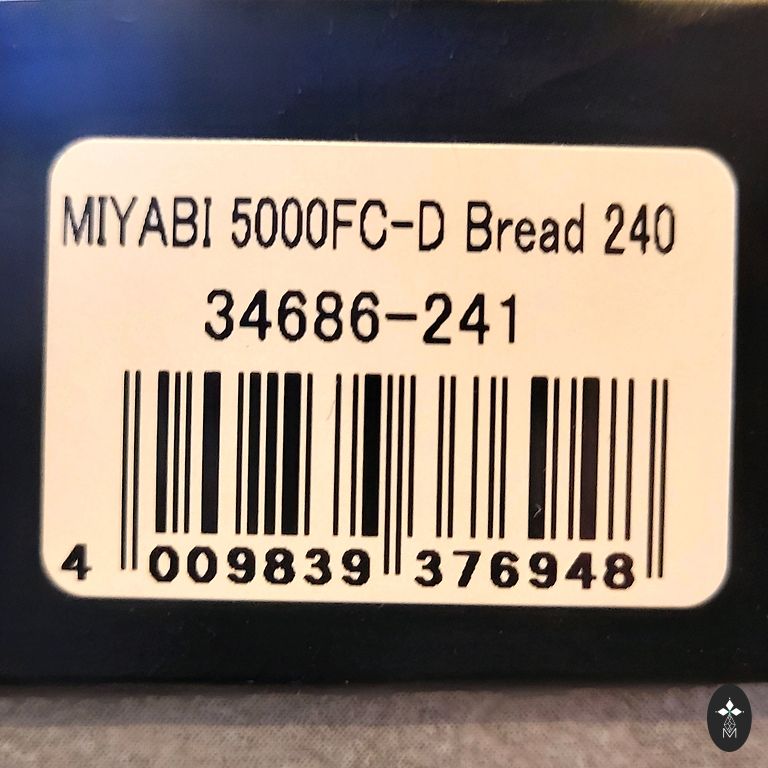 MIYABI 5000FC-D Bread 240
34686-241
4 009839 376948
M